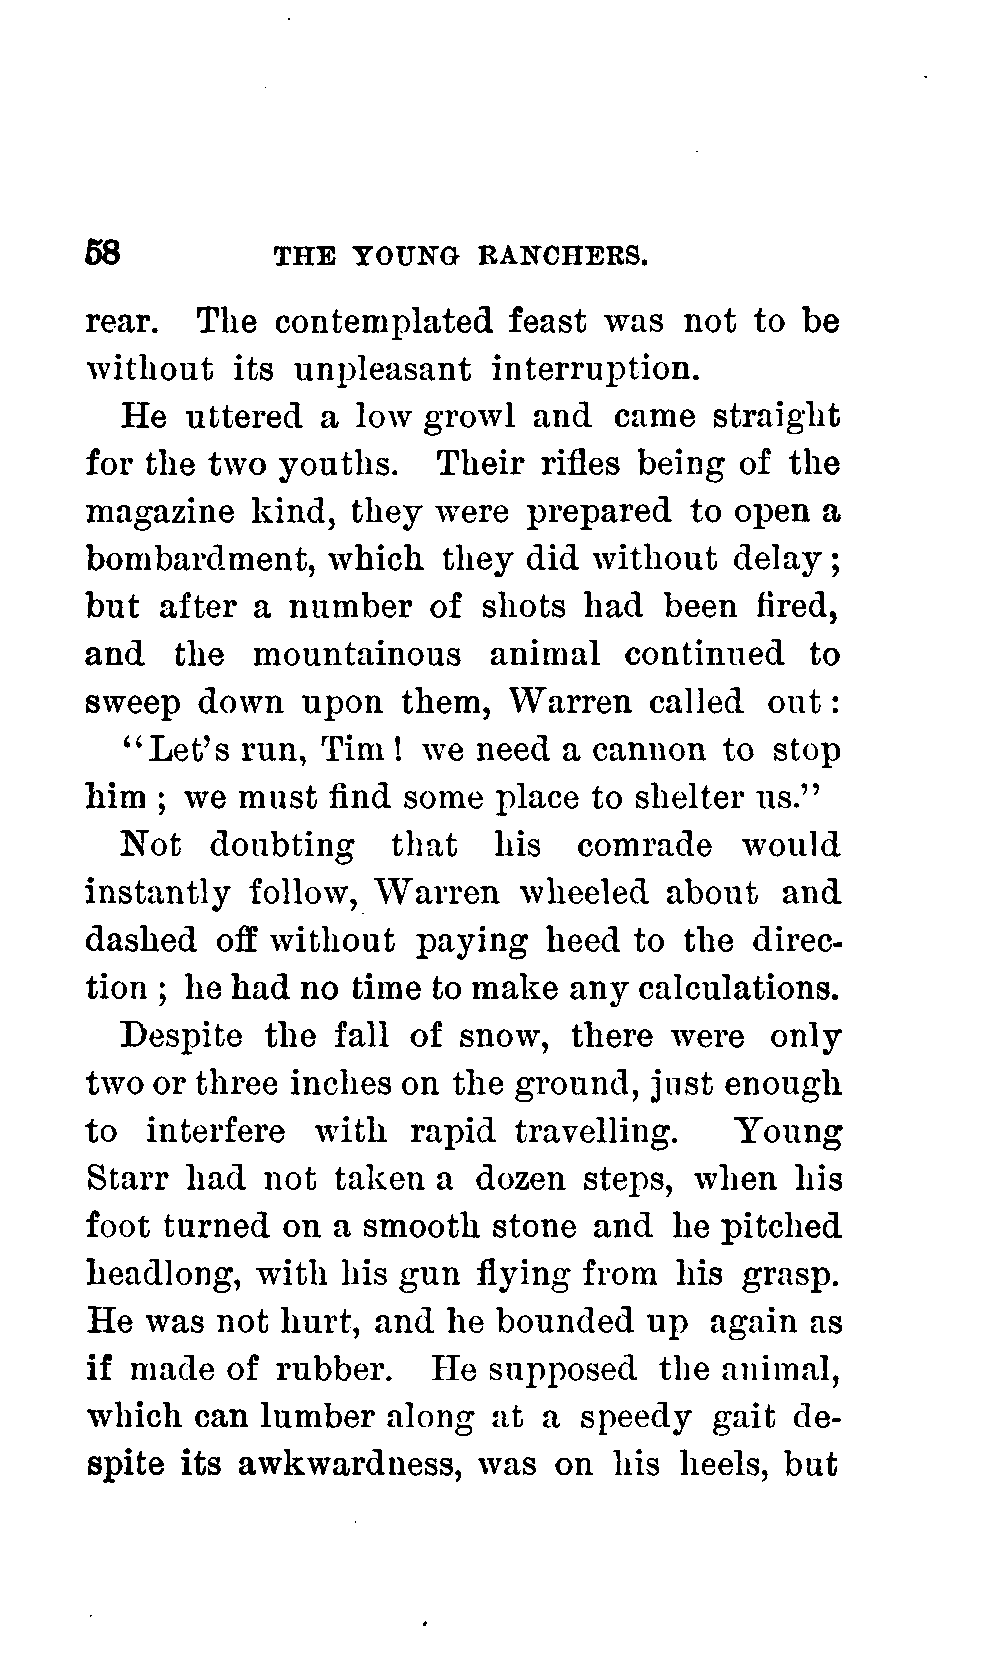 58 THE YOUNG RANCHERS.
rear. The contemplated feast was not to be
without its unpleasant interruption.
He uttered a low growl and came straight
for the two youths. Their rifles being of the
magazine kind, they were prepared to open a
bombardment, which they did without delay ;
but after a number of shots had been fired,
and the mountainous animal continued to
sweep down upon them, Warren called out :
“Let’s run, Tim ! we need a cannon to stop
him ; we must find some place to shelter us.”
Not doubting that his comrade would
instantly follow, Warren wheeled about and
dashed off without paying heed to the direc-
tion ; he had no time to make any calculations.
Despite the fall of snow, there were only
two or three inches on the ground, just enough
to interfere with rapid travelling. Young
Starr had not taken a dozen steps, when his
foot turned on a smooth stone and he pitched
headlong, with his gun flying from his grasp.
He was not hurt, and he bounded up again as
if made of rubber. He supposed the animal,
which can lumber along at a speedy gait de-
spite its awkwardness, was on his heels, but